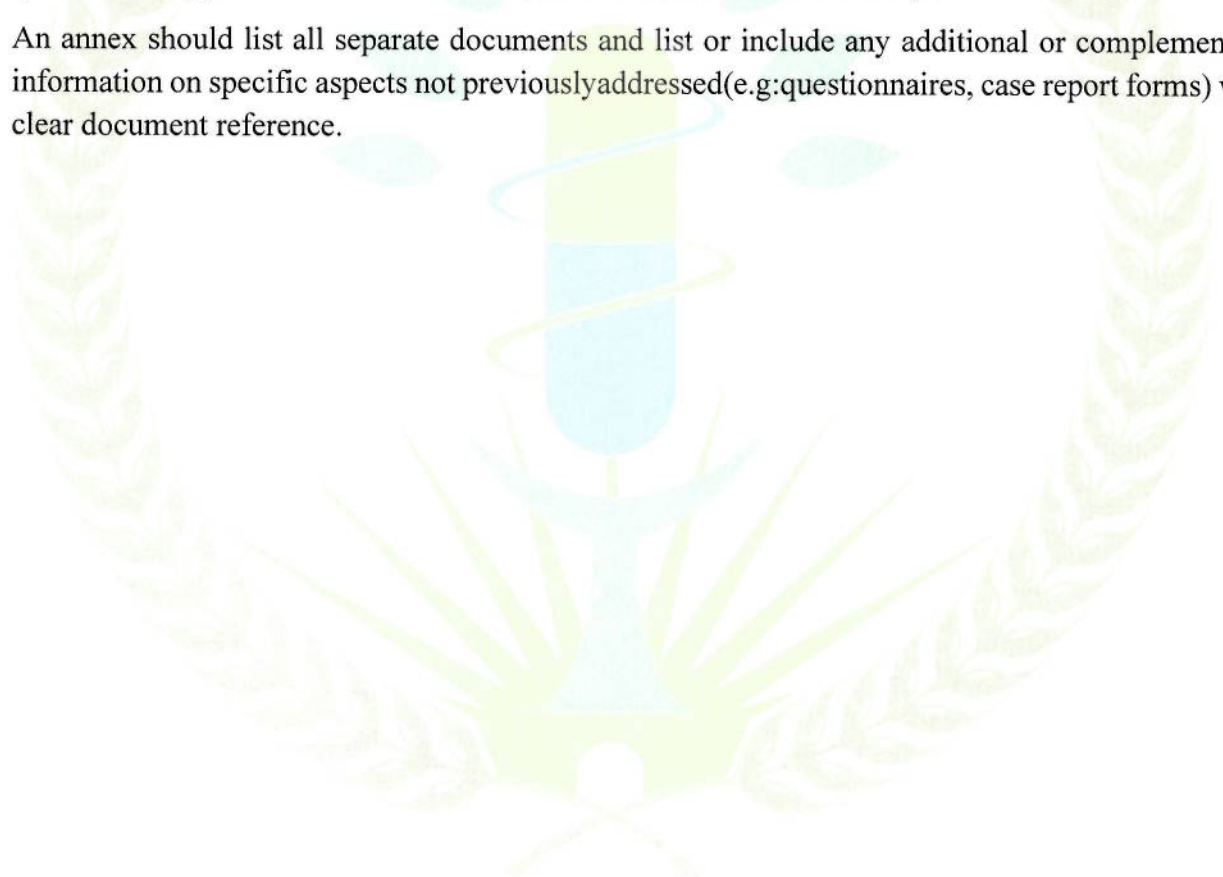 An annex should list all separate documents and list or include any additional or complemen
information on specific aspects not previouslyaddressed(e.g:questionnaires, case report forms)
clear document reference.